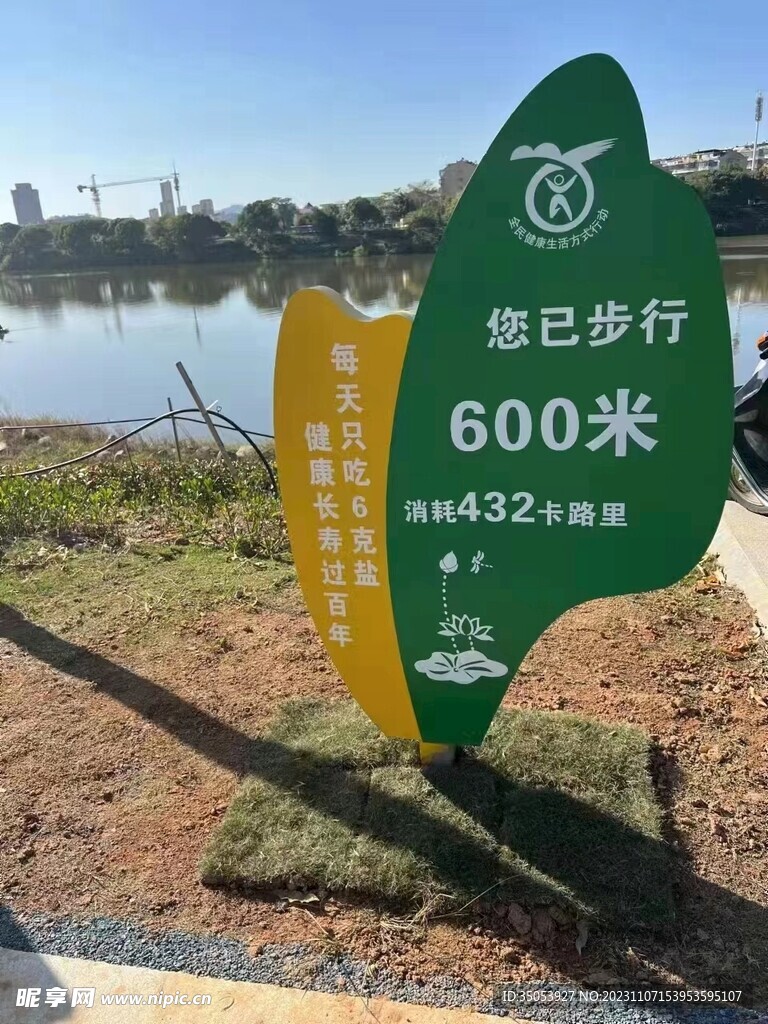 全民健康生活方式行动
您已步行
600米
消耗432卡路里
每天只吃6克盐
健康长寿过百年
昵享网 www.nipic.cn
ID:35053927 NO:20231107153953595107